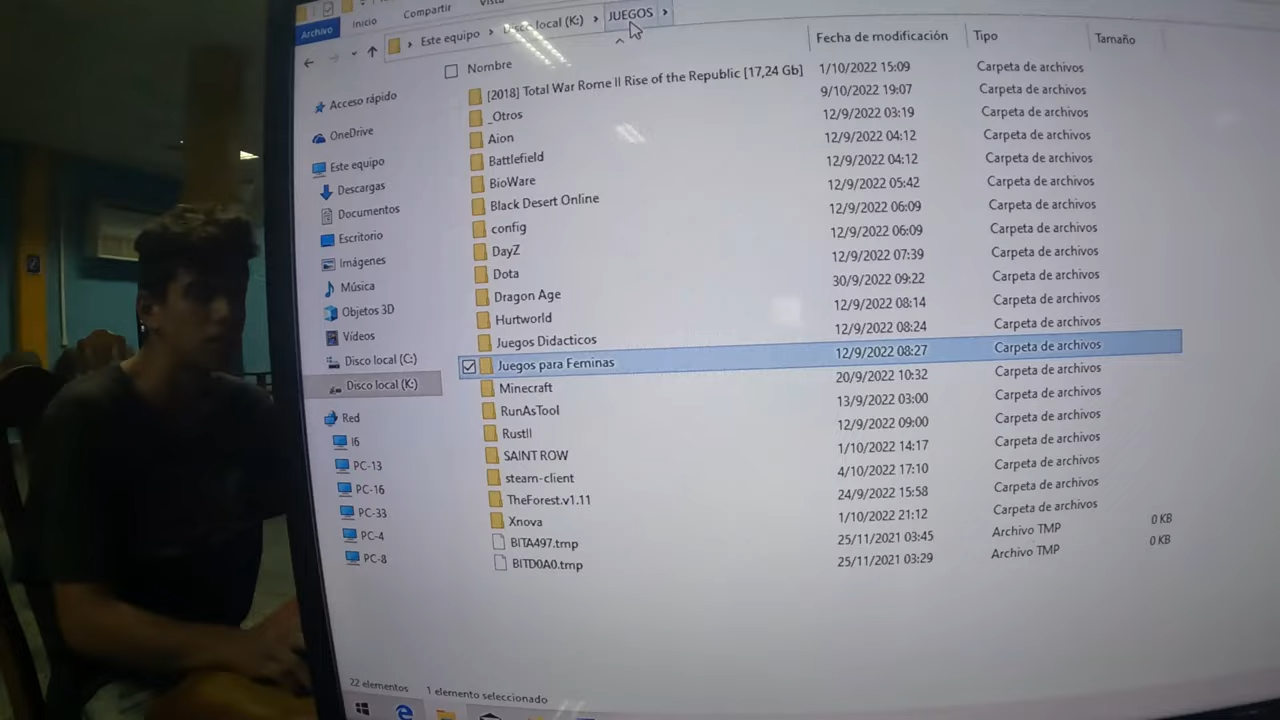 Archivo
Inicio
Compartir
Vista
Este equipo > Disco local (K:) > JUEGOS >
Nombre
Fecha de modificación
Tipo
Tamaño
Acceso rápido
OneDrive
Este equipo
Descargas
Documentos
Escritorio
Imágenes
Música
Objetos 3D
Vídeos
Disco local (C:)
Disco local (K:)
Red
I6
PC-13
PC-16
PC-33
PC-4
PC-8
[2018] Total War Rome II Rise of the Republic [17,24 Gb] 1/10/2022 15:09 Carpeta de archivos
_Otros 9/10/2022 19:07 Carpeta de archivos
Aion 12/9/2022 03:19 Carpeta de archivos
Battlefield 12/9/2022 04:12 Carpeta de archivos
BioWare 12/9/2022 04:12 Carpeta de archivos
Black Desert Online 12/9/2022 05:42 Carpeta de archivos
config 12/9/2022 06:09 Carpeta de archivos
DayZ 12/9/2022 06:09 Carpeta de archivos
Dota 12/9/2022 07:39 Carpeta de archivos
Dragon Age 30/9/2022 09:22 Carpeta de archivos
Hurtworld 12/9/2022 08:14 Carpeta de archivos
Juegos Didacticos 12/9/2022 08:24 Carpeta de archivos
Juegos para Feminas 12/9/2022 08:27 Carpeta de archivos
Minecraft 20/9/2022 10:32 Carpeta de archivos
RunAsTool 13/9/2022 03:00 Carpeta de archivos
RustII 12/9/2022 09:00 Carpeta de archivos
SAINT ROW 1/10/2022 14:17 Carpeta de archivos
steam-client 4/10/2022 17:10 Carpeta de archivos
TheForest.v1.11 24/9/2022 15:58 Carpeta de archivos
Xnova 1/10/2022 21:12 Carpeta de archivos
BITA497.tmp 25/11/2021 03:45 Archivo TMP 0 KB
BITD0A0.tmp 25/11/2021 03:29 Archivo TMP 0 KB
22 elementos
1 elemento seleccionado